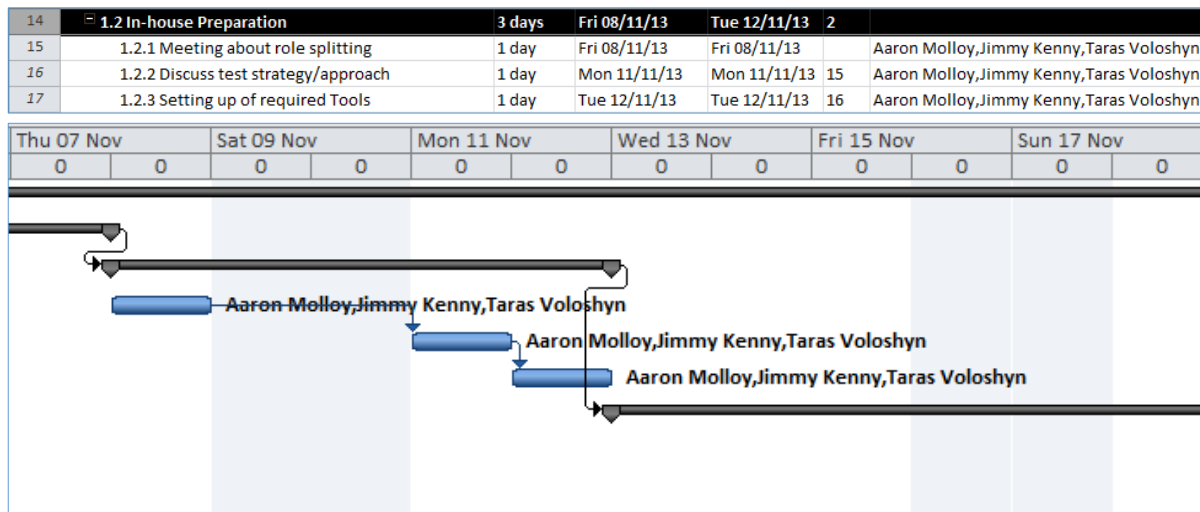 14 1.2 In-house Preparation 3 days Fri 08/11/13 Tue 12/11/13 2
15 1.2.1 Meeting about role splitting 1 day Fri 08/11/13 Fri 08/11/13 Aaron Molloy,Jimmy Kenny,Taras Voloshyn
16 1.2.2 Discuss test strategy/approach 1 day Mon 11/11/13 Mon 11/11/13 15 Aaron Molloy,Jimmy Kenny,Taras Voloshyn
17 1.2.3 Setting up of required Tools 1 day Tue 12/11/13 Tue 12/11/13 16 Aaron Molloy,Jimmy Kenny,Taras Voloshyn
Thu 07 Nov Sat 09 Nov Mon 11 Nov Wed 13 Nov Fri 15 Nov Sun 17 Nov
0 0 0 0 0 0 0 0 0 0 0 0
Aaron Molloy,Jimmy Kenny,Taras Voloshyn
Aaron Molloy,Jimmy Kenny,Taras Voloshyn
Aaron Molloy,Jimmy Kenny,Taras Voloshyn